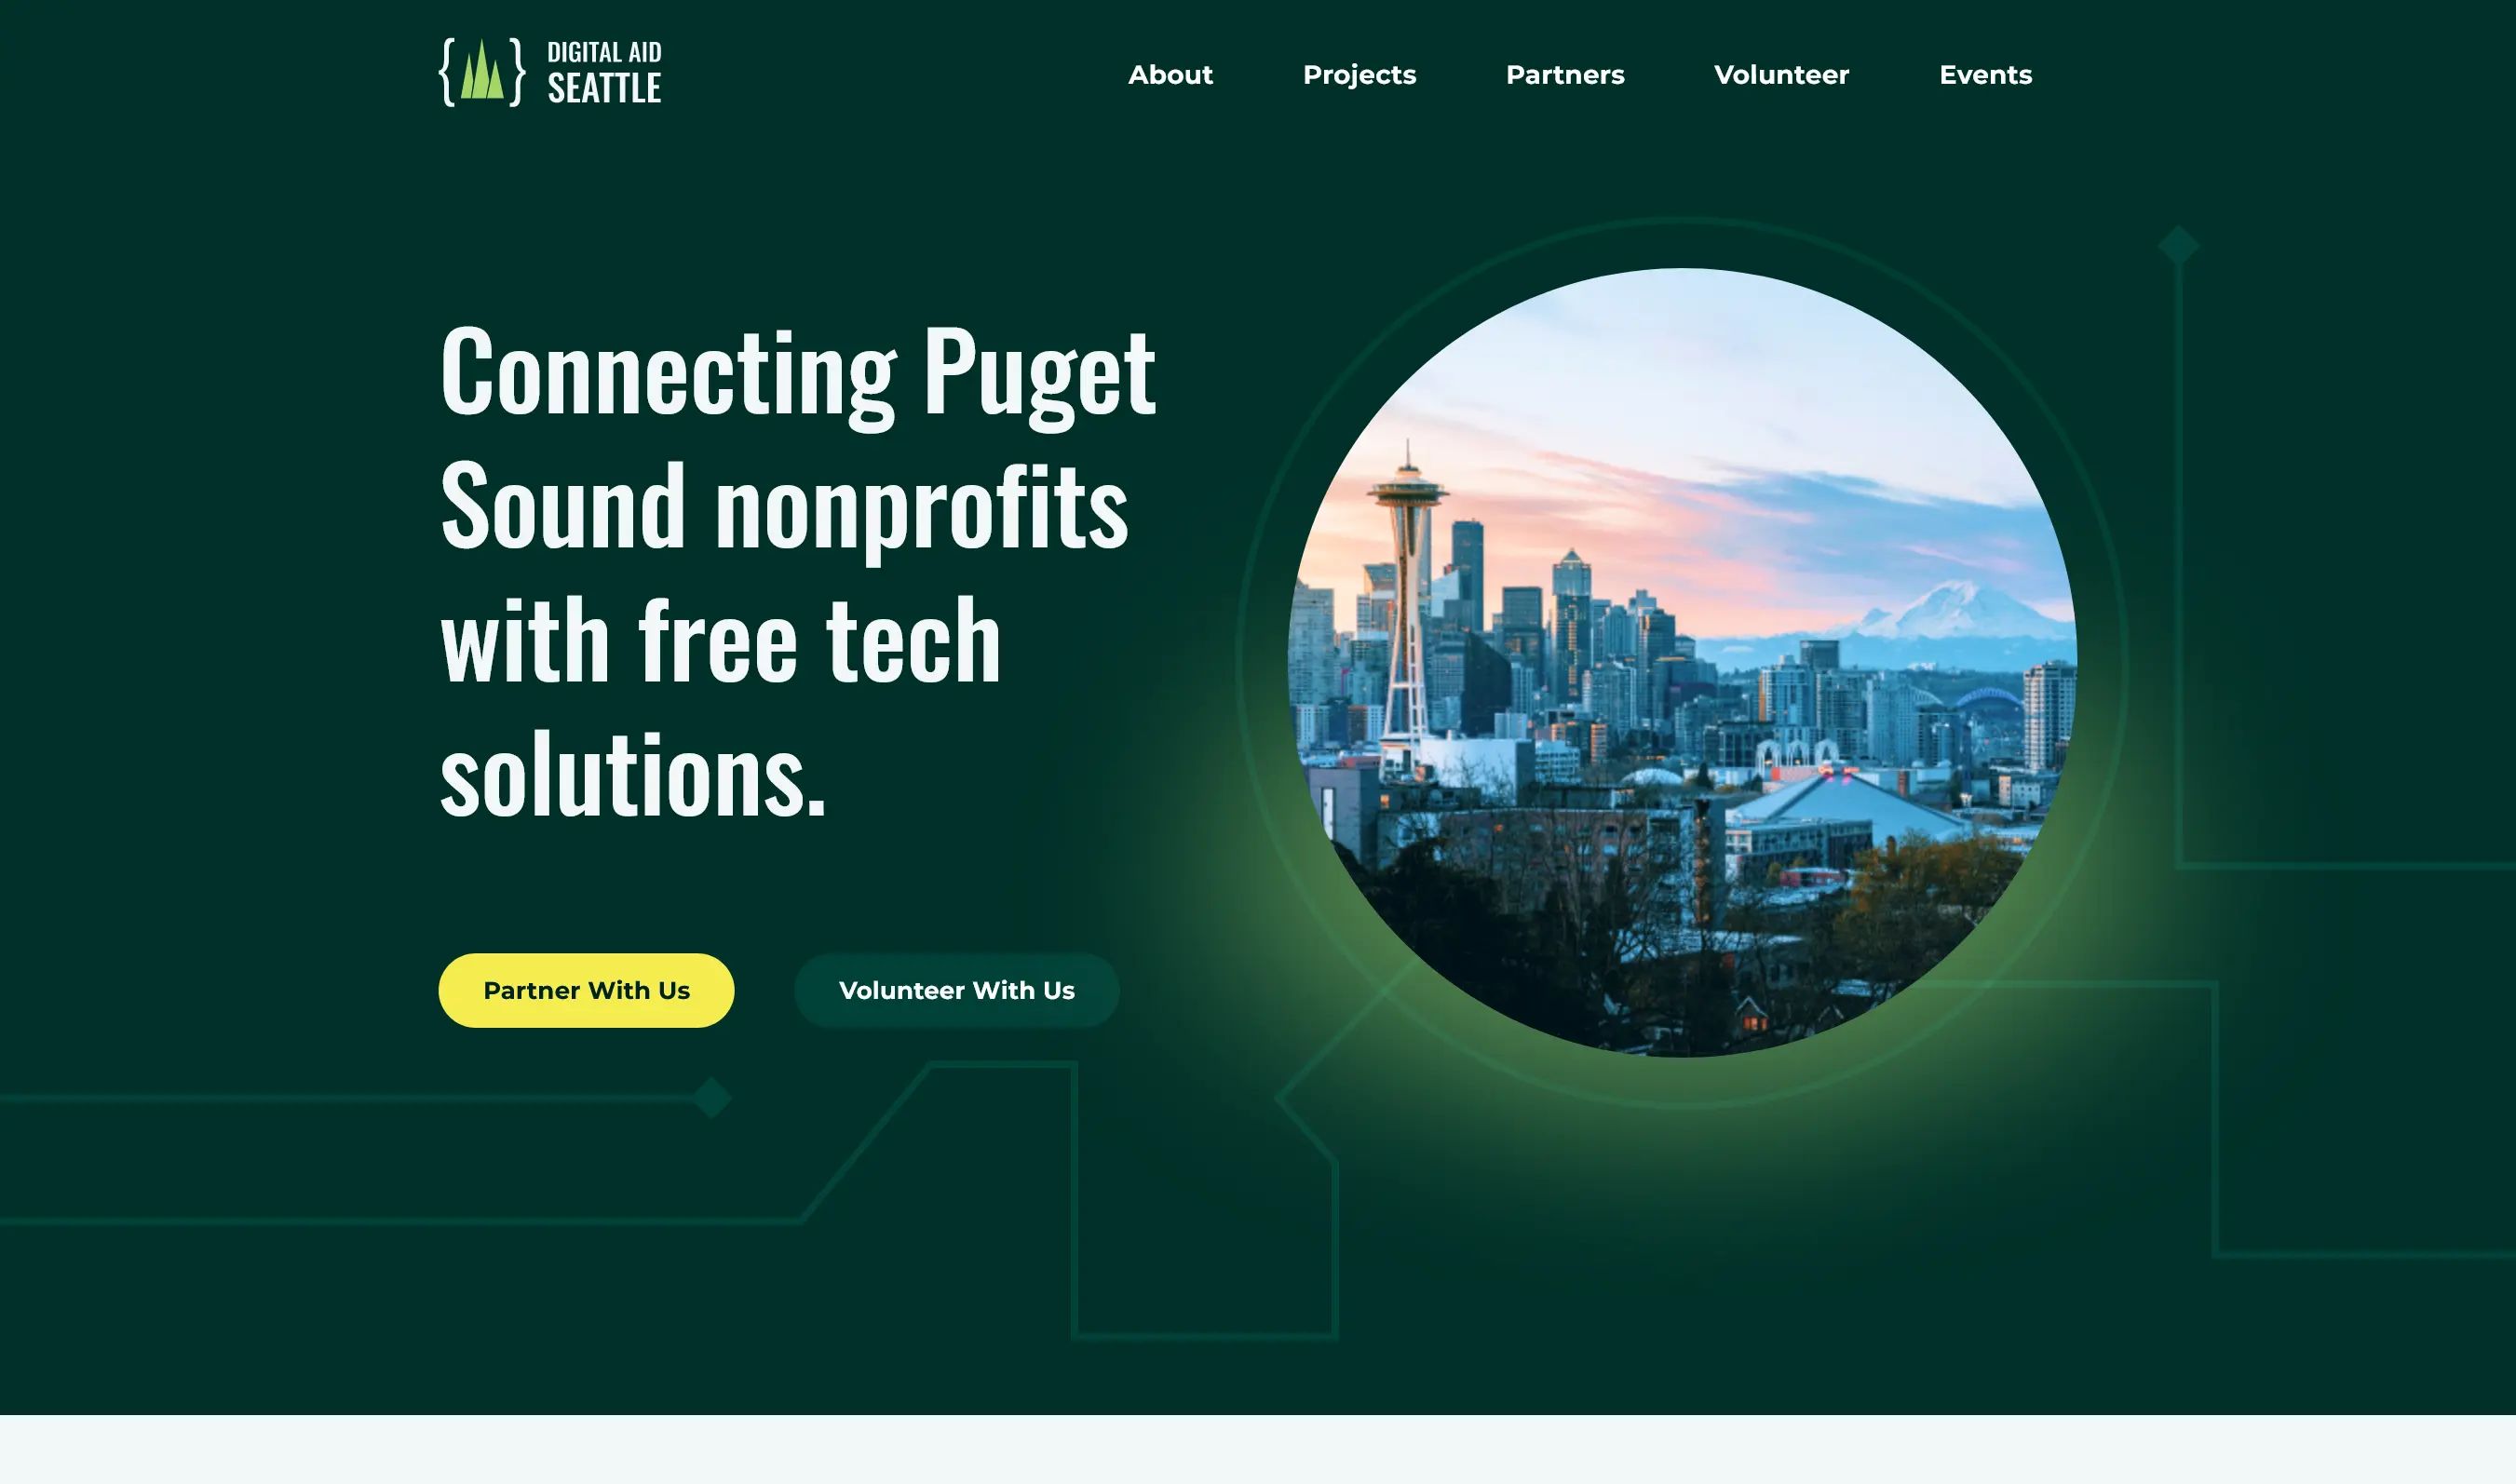 DIGITAL AID
SEATTLE
About Projects Partners Volunteer Events
Connecting Puget
Sound nonprofits
with free tech
solutions.
Partner With Us Volunteer With Us